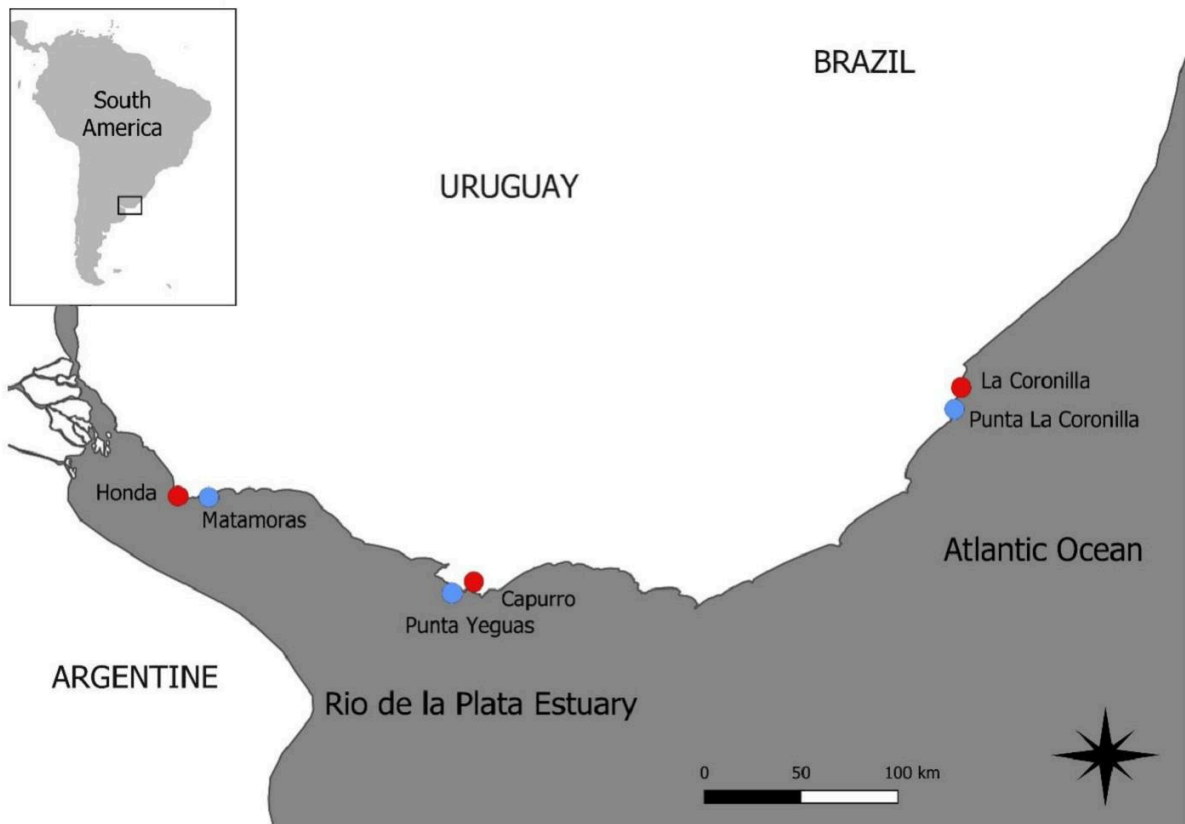 South
America
BRAZIL
URUGUAY
La Coronilla
Punta La Coronilla
Honda
Matamoras
Atlantic Ocean
Capurro
Punta Yeguas
ARGENTINE
Rio de la Plata Estuary
0 50 100 km